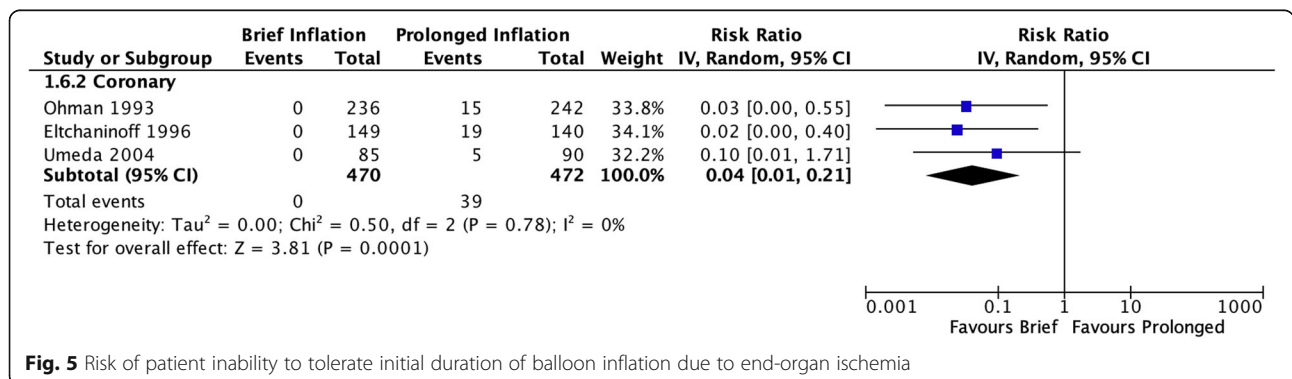 Brief Inflation Prolonged Inflation Risk Ratio Risk Ratio
Study or Subgroup Events Total Events Total Weight IV, Random, 95% CI IV, Random, 95% CI
1.6.2 Coronary
Ohman 1993 0 236 15 242 33.8% 0.03 [0.00, 0.55]
Eltchaninoff 1996 0 149 19 140 34.1% 0.02 [0.00, 0.40]
Umeda 2004 0 85 5 90 32.2% 0.10 [0.01, 1.71]
Subtotal (95% CI) 470 472 100.0% 0.04 [0.01, 0.21]
Total events 0 39
Heterogeneity: Tau² = 0.00; Chi² = 0.50, df = 2 (P = 0.78); I² = 0%
Test for overall effect: Z = 3.81 (P = 0.0001)
0.001 0.1 1 10 1000
Favours Brief Favours Prolonged
Fig. 5 Risk of patient inability to tolerate initial duration of balloon inflation due to end-organ ischemia